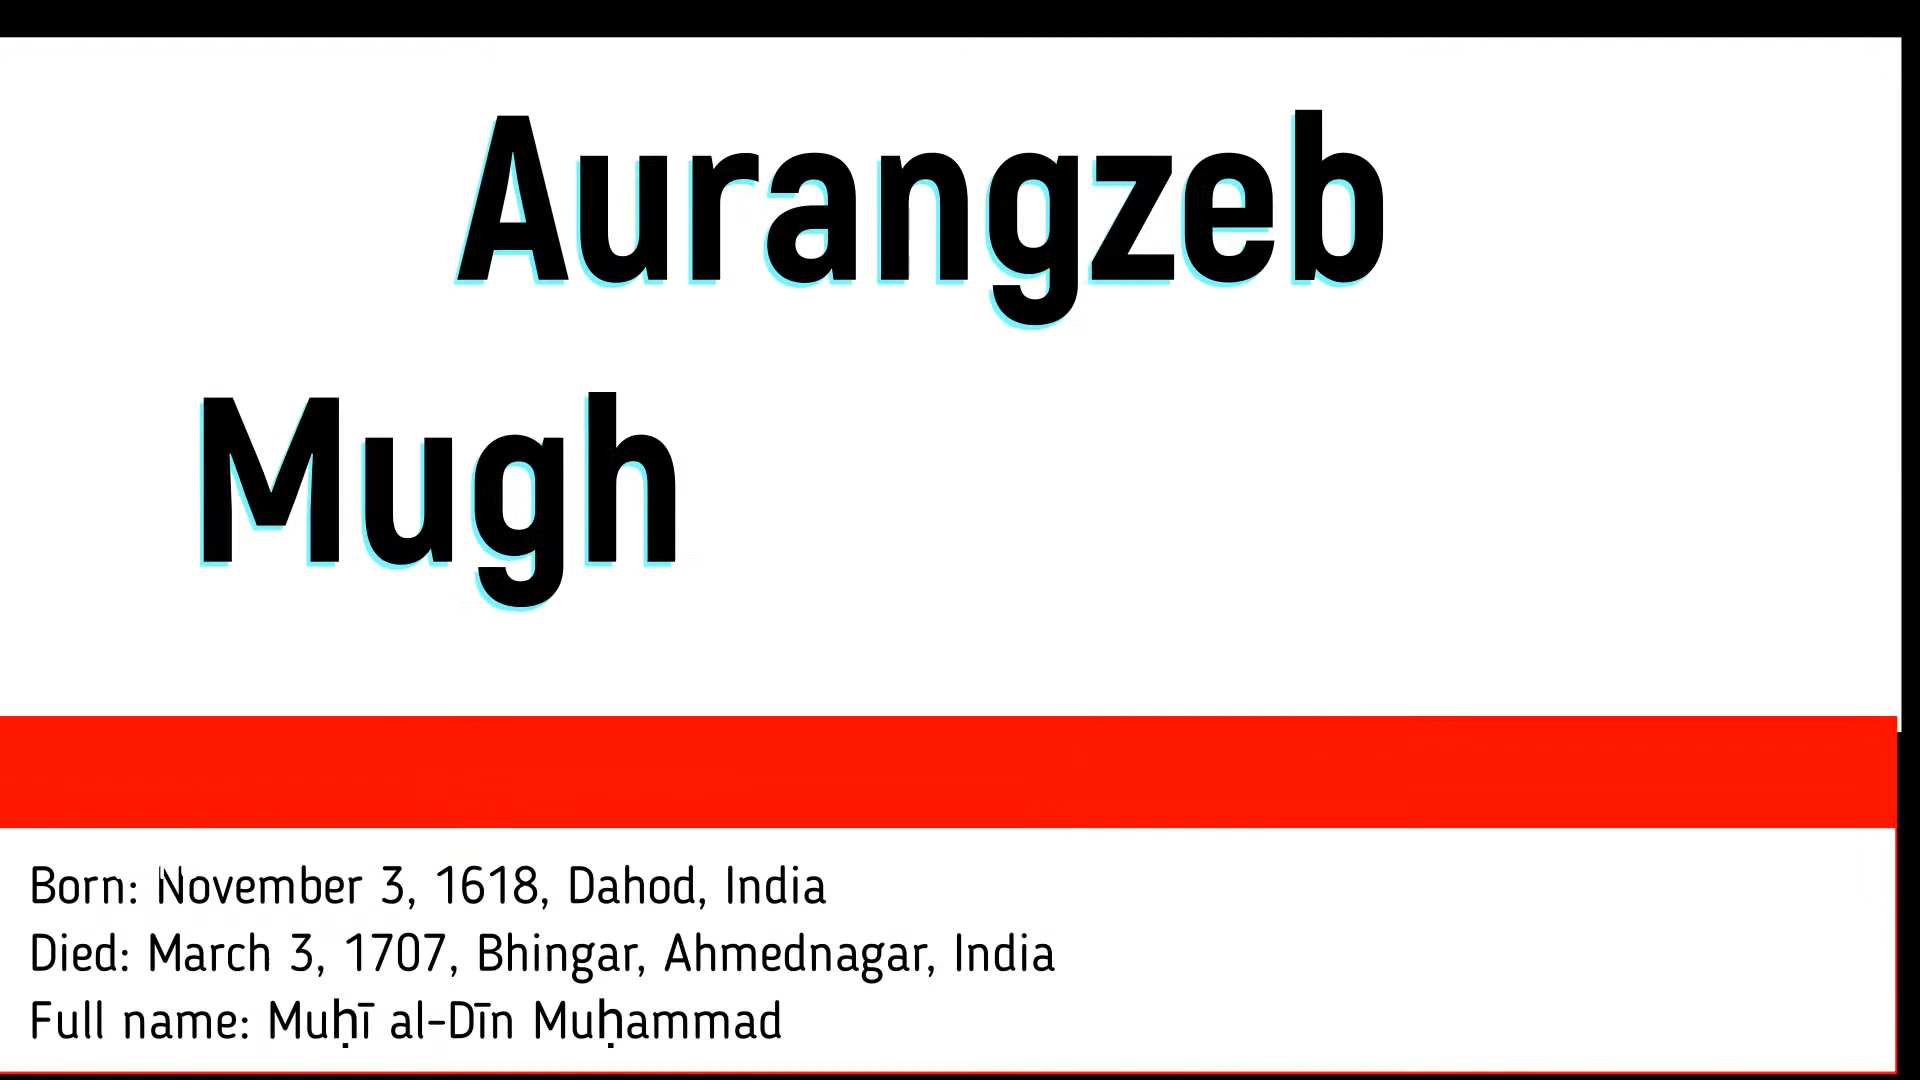 Aurangzeb
Mugh
Born: November 3, 1618, Dahod, India
Died: March 3, 1707, Bhingar, Ahmednagar, India
Full name: Muḥī al-Dīn Muḥammad